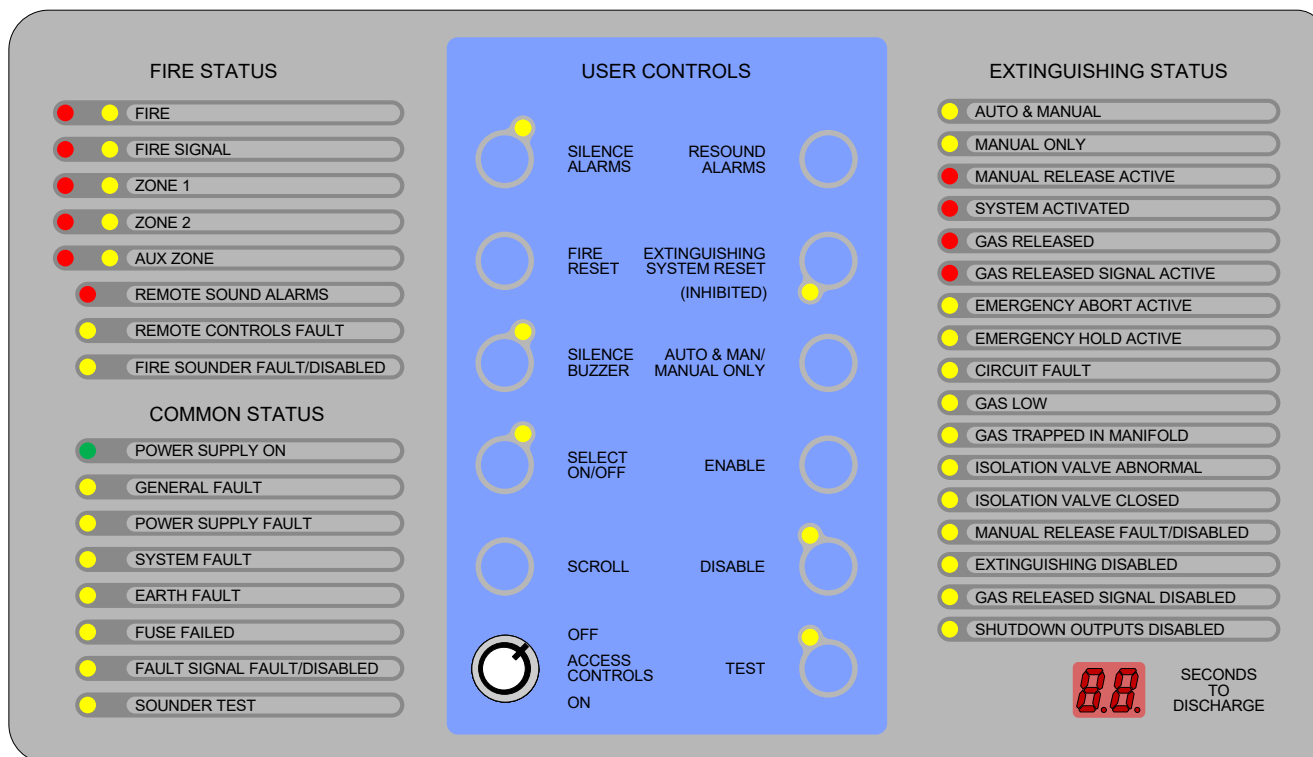 FIRE STATUS
FIRE
FIRE SIGNAL
ZONE 1
ZONE 2
AUX ZONE
REMOTE SOUND ALARMS
REMOTE CONTROLS FAULT
FIRE SOUNDER FAULT/DISABLED
COMMON STATUS
POWER SUPPLY ON
GENERAL FAULT
POWER SUPPLY FAULT
SYSTEM FAULT
EARTH FAULT
FUSE FAILED
FAULT SIGNAL FAULT/DISABLED
SOUNDER TEST
USER CONTROLS
SILENCE
ALARMS
RESOUND
ALARMS
FIRE
RESET
EXTINGUISHING
SYSTEM RESET
(INHIBITED)
SILENCE
BUZZER
AUTO & MAN/
MANUAL ONLY
SELECT
ON/OFF
ENABLE
SCROLL
DISABLE
OFF
ACCESS
CONTROLS
ON
TEST
EXTINGUISHING STATUS
AUTO & MANUAL
MANUAL ONLY
MANUAL RELEASE ACTIVE
SYSTEM ACTIVATED
GAS RELEASED
GAS RELEASED SIGNAL ACTIVE
EMERGENCY ABORT ACTIVE
EMERGENCY HOLD ACTIVE
CIRCUIT FAULT
GAS LOW
GAS TRAPPED IN MANIFOLD
ISOLATION VALVE ABNORMAL
ISOLATION VALVE CLOSED
MANUAL RELEASE FAULT/DISABLED
EXTINGUISHING DISABLED
GAS RELEASED SIGNAL DISABLED
SHUTDOWN OUTPUTS DISABLED
8.8.
SECONDS
TO
DISCHARGE